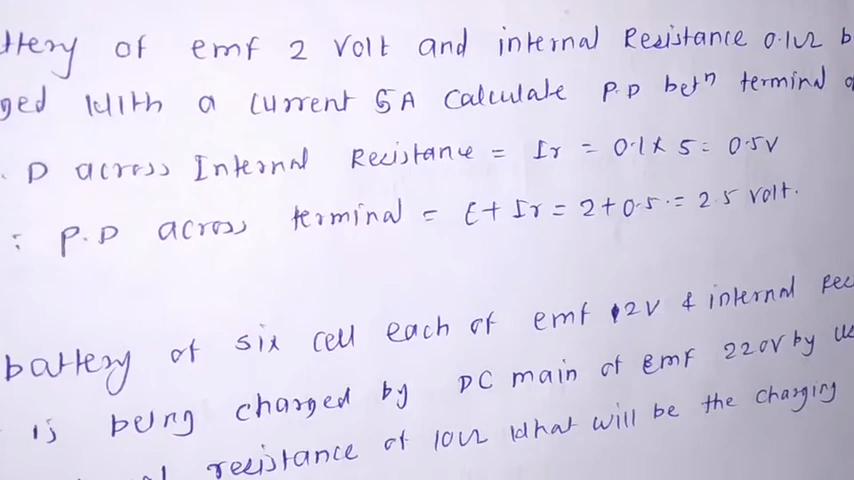 ttery of emf 2 volt and internal Resistance 0.1Ω b
ged with a current 5A calculate P.D betn terminal o
. D across Internal Resistance = Ir = 0.1 x 5 = 0.5V
∴ P.D across terminal = E + Ir = 2 + 0.5 = 2.5 volt.
battery of six cell each of emf 2V & internal Rec
is being charged by DC main of emf 220V by us
resistance of 10Ω what will be the charging